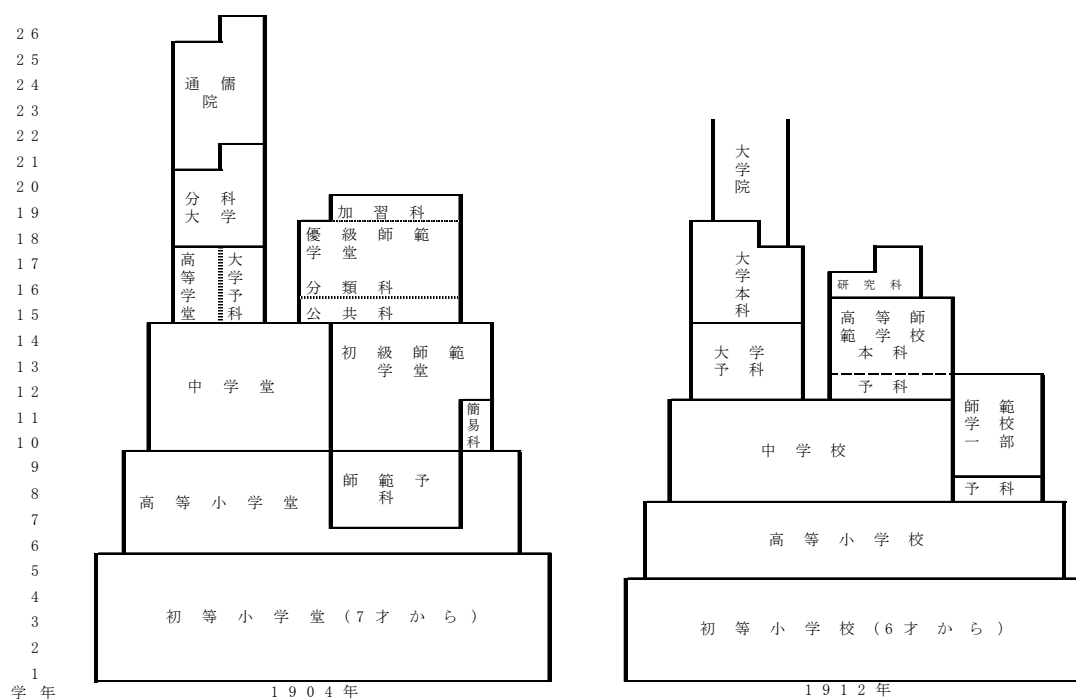 26
25
24
23
22
21
20
19
18
17
16
15
14
13
12
11
10
9
8
7
6
5
4
3
2
1
学年
通儒
院
分科
大学
高等学堂
大学予科
加習科
優級師範
学堂
分類科
公共科
中学堂
初級師範
学堂
簡易科
高等小学堂
師範予
科
初等小学堂(7才から)
1904年
大学院
大学本科
大学
予科
研究科
高等師
範学校
本科
予科
師範
学校
一部
予科
中学校
高等小学校
初等小学校(6才から)
1912年